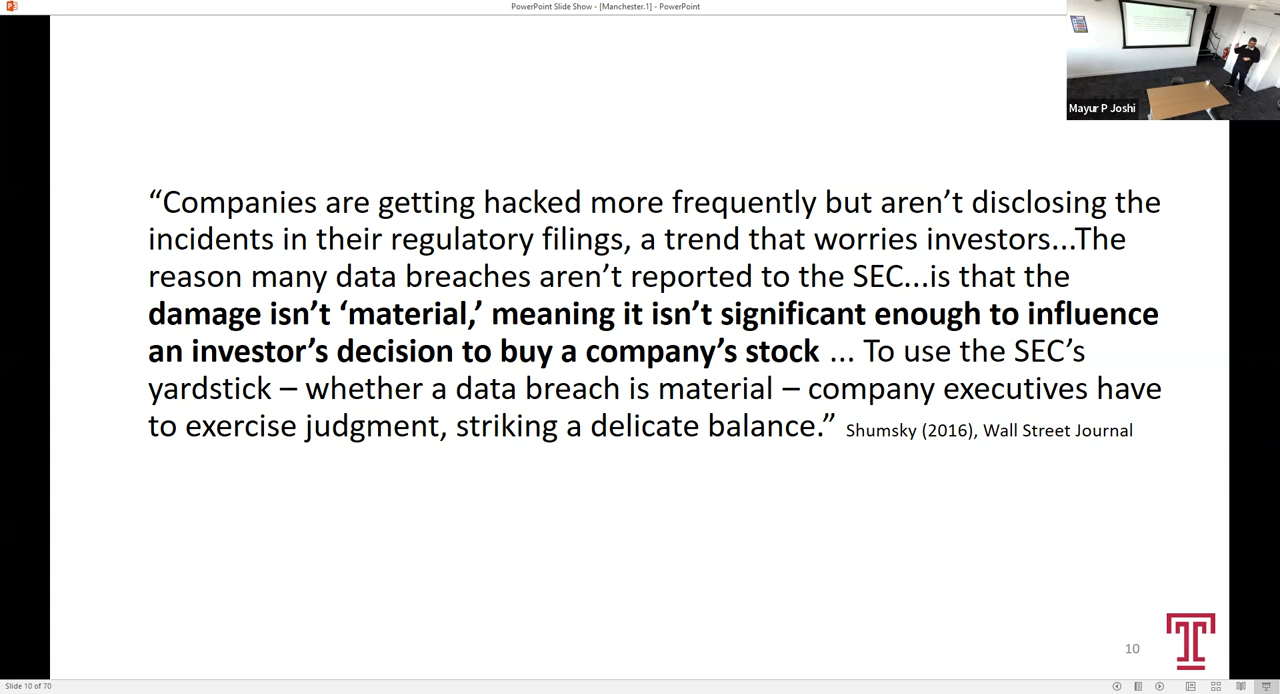 PowerPoint Slide Show - [Manchester.1] - PowerPoint
Mayur P Joshi
“Companies are getting hacked more frequently but aren’t disclosing the
incidents in their regulatory filings, a trend that worries investors...The
reason many data breaches aren’t reported to the SEC...is that the
damage isn’t ‘material,’ meaning it isn’t significant enough to influence
an investor’s decision to buy a company’s stock ... To use the SEC’s
yardstick – whether a data breach is material – company executives have
to exercise judgment, striking a delicate balance.” Shumsky (2016), Wall Street Journal
10
Slide 10 of 70